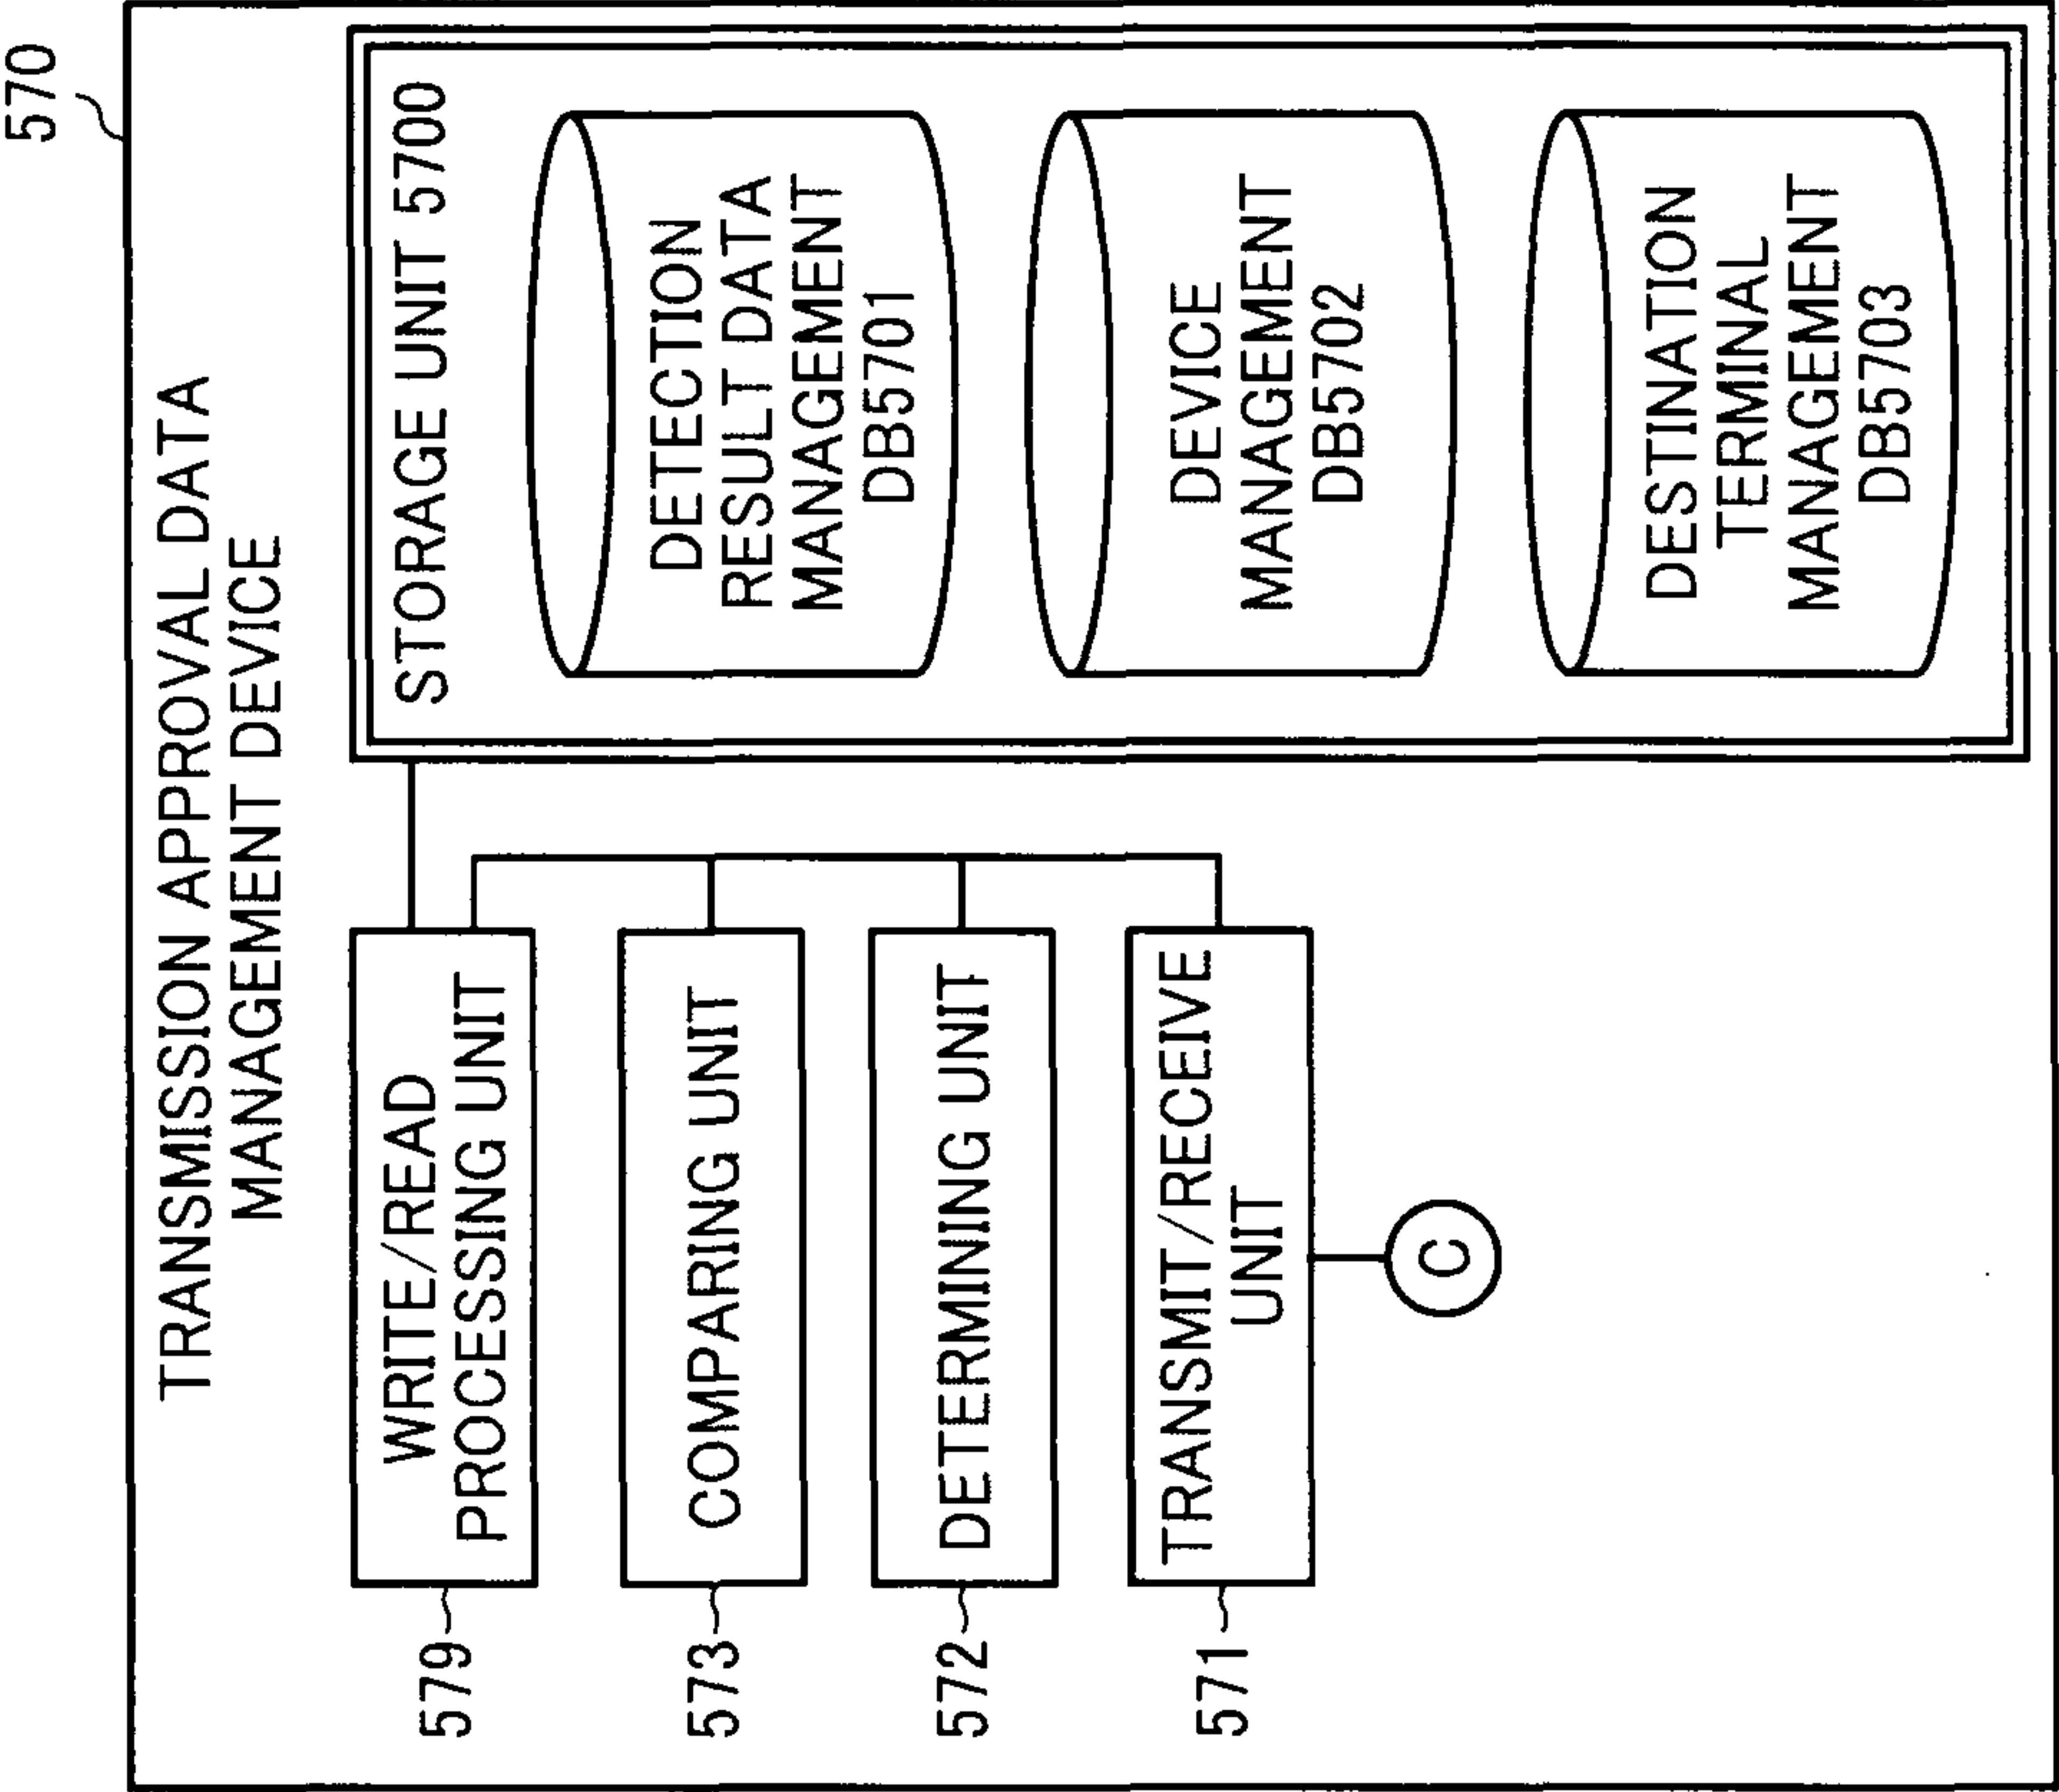 570
TRANSMISSION APPROVAL DATA
MANAGEMENT DEVICE
579
WRITE/READ
PROCESSING UNIT
573
COMPARING UNIT
572
DETERMINING UNIT
571
TRANSMIT/RECEIVE
UNIT
C
STORAGE UNIT 5700
DETECTION
RESULT DATA
MANAGEMENT
DB5701
DEVICE
MANAGEMENT
DB5702
DESTINATION
TERMINAL
MANAGEMENT
DB5703